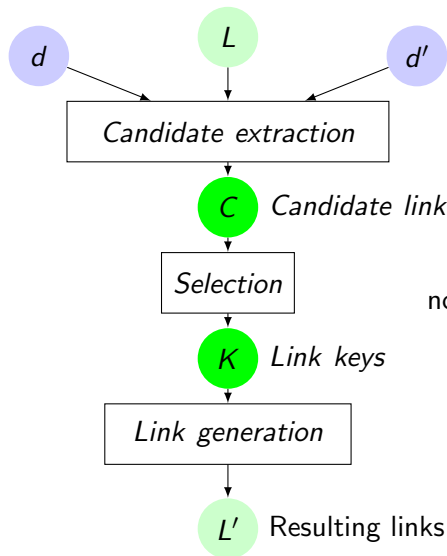 L
d
d′
Candidate extraction
C Candidate link
Selection
no
K Link keys
Link generation
L′ Resulting links